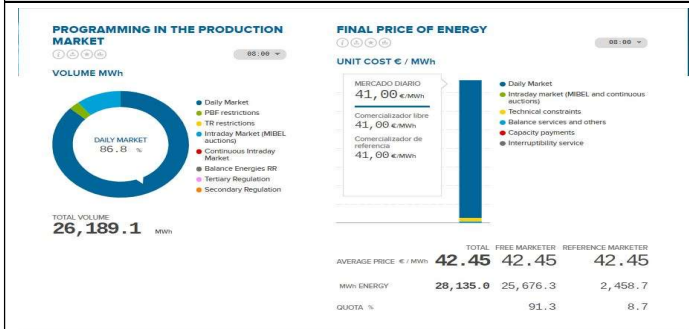 PROGRAMMING IN THE PRODUCTION
MARKET
08:00
VOLUME MWh
DAILY MARKET
86.8 %
Daily Market
PBF restrictions
TR restrictions
Intraday Market (MIBEL
auctions)
Continuous Intraday
Market
Balance Energies RR
Tertiary Regulation
Secondary Regulation
TOTAL VOLUME
26,189.1 MWh
FINAL PRICE OF ENERGY
08:00
UNIT COST € / MWh
MERCADO DIARIO
41,00 €/MWh
Comercializador libre
41,00 €/MWh
Comercializador de
referencia
41,00 €/MWh
Daily Market
Intraday market (MIBEL and continuous
auctions)
Technical constraints
Balance services and others
Capacity payments
Interruptibility service
TOTAL FREE MARKETER REFERENCE MARKETER
AVERAGE PRICE € / MWh 42.45 42.45 42.45
MWh ENERGY 28,135.0 25,676.3 2,458.7
QUOTA % 91.3 8.7